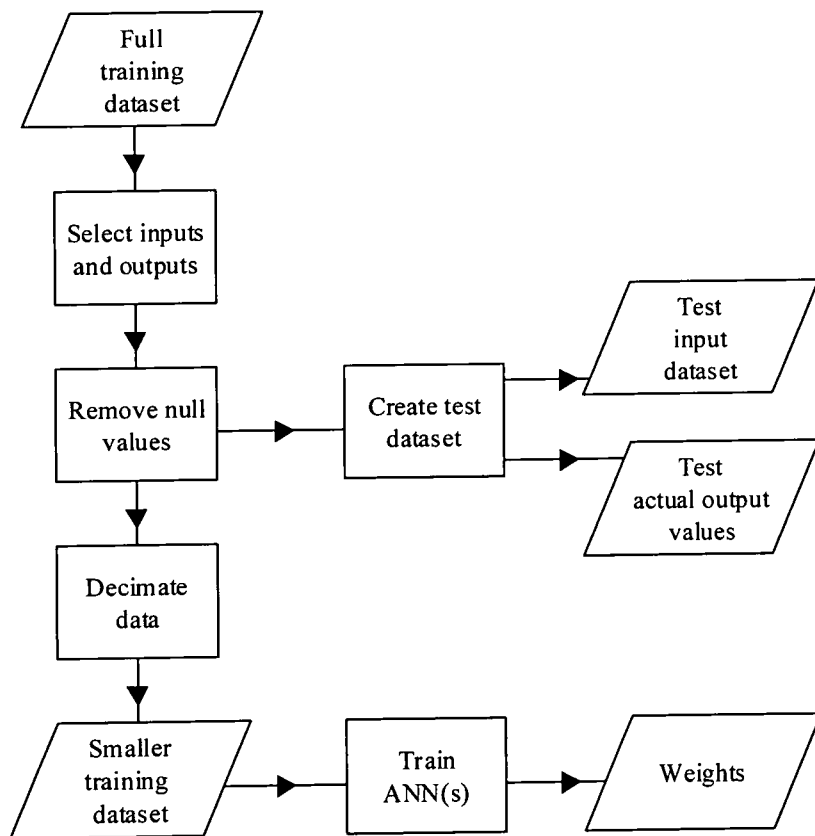 Full
training
dataset
Select inputs
and outputs
Remove null
values
Create test
dataset
Test
input
dataset
Test
actual output
values
Decimate
data
Smaller
training
dataset
Train
ANN(s)
Weights